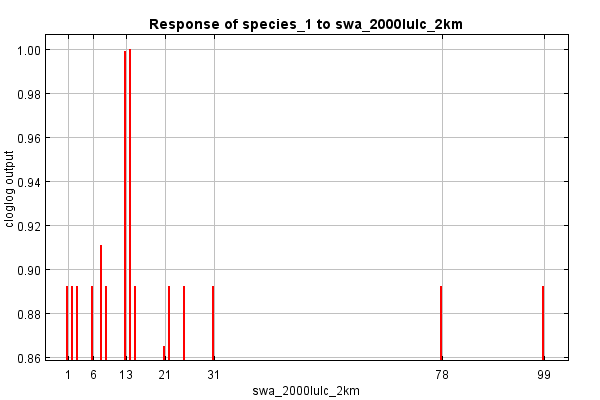 Response of species_1 to swa_2000lulc_2km
1.00
0.98
0.96
0.94
0.92
0.90
0.88
0.86
cloglog output
1 6 13 21 31 78 99
swa_2000lulc_2km